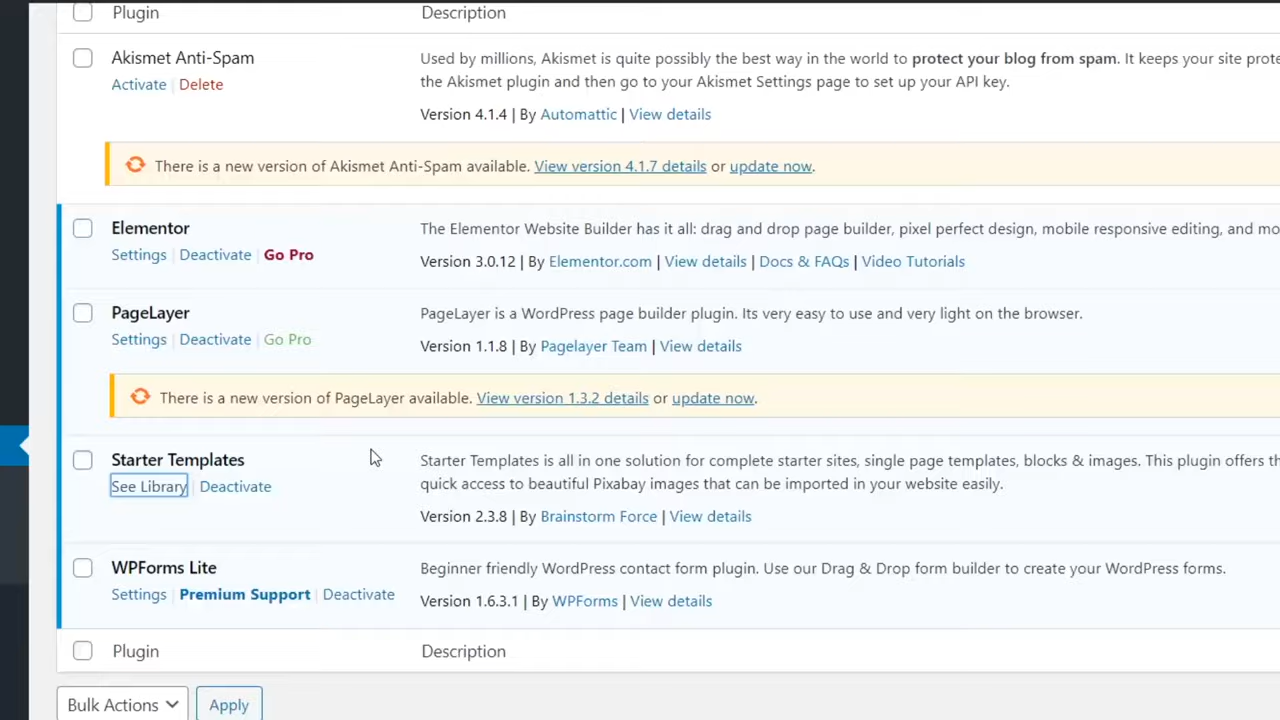 Plugin Description
Akismet Anti-Spam
Activate | Delete
Used by millions, Akismet is quite possibly the best way in the world to protect your blog from spam. It keeps your site
the Akismet plugin and then go to your Akismet Settings page to set up your API key.
Version 4.1.4 | By Automattic | View details
There is a new version of Akismet Anti-Spam available. View version 4.1.7 details or update now.
Elementor
Settings | Deactivate | Go Pro
The Elementor Website Builder has it all: drag and drop page builder, pixel perfect design, mobile responsive editing, and
Version 3.0.12 | By Elementor.com | View details | Docs & FAQs | Video Tutorials
PageLayer
Settings | Deactivate | Go Pro
PageLayer is a WordPress page builder plugin. Its very easy to use and very light on the browser.
Version 1.1.8 | By Pagelayer Team | View details
There is a new version of PageLayer available. View version 1.3.2 details or update now.
Starter Templates
See Library | Deactivate
Starter Templates is all in one solution for complete starter sites, single page templates, blocks & images. This plugin offers
quick access to beautiful Pixabay images that can be imported in your website easily.
Version 2.3.8 | By Brainstorm Force | View details
WPForms Lite
Settings | Premium Support | Deactivate
Beginner friendly WordPress contact form plugin. Use our Drag & Drop form builder to create your WordPress forms.
Version 1.6.3.1 | By WPForms | View details
Plugin Description
Bulk Actions Apply